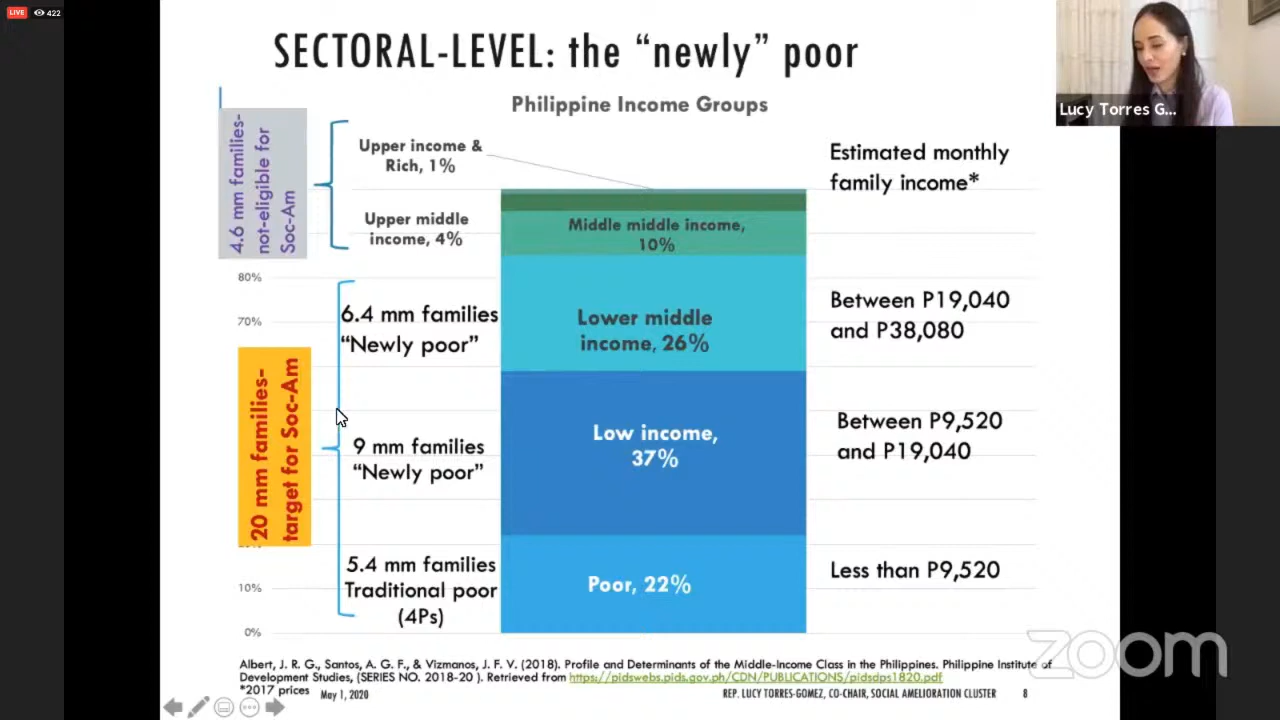 LIVE 422
SECTORAL-LEVEL: the “newly” poor
Lucy Torres G...
Philippine Income Groups
4.6 mm families-
not-eligible for
Soc-Am
Upper income &
Rich, 1%
Upper middle
income, 4%
Middle middle income,
10%
Estimated monthly
family income*
80%
70%
10%
0%
6.4 mm families
“Newly poor”
Lower middle
income, 26%
Between P19,040
and P38,080
20 mm families-
target for Soc-Am
9 mm families
“Newly poor”
Low income,
37%
Between P9,520
and P19,040
5.4 mm families
Traditional poor
(4Ps)
Poor, 22%
Less than P9,520
zoom
Albert, J. R. G., Santos, A. G. F., & Vizmanos, J. F. V. (2018). Profile and Determinants of the Middle-Income Class in the Philippines. Philippine Institute of
Development Studies, (SERIES NO. 2018-20 ). Retrieved from https://pidswebs.pids.gov.ph/CDN/PUBLICATIONS/pidsdps1820.pdf
*2017 prices
May 1, 2020
REP. LUCY TORRES-GOMEZ, CO-CHAIR, SOCIAL AMELIORATION CLUSTER
8